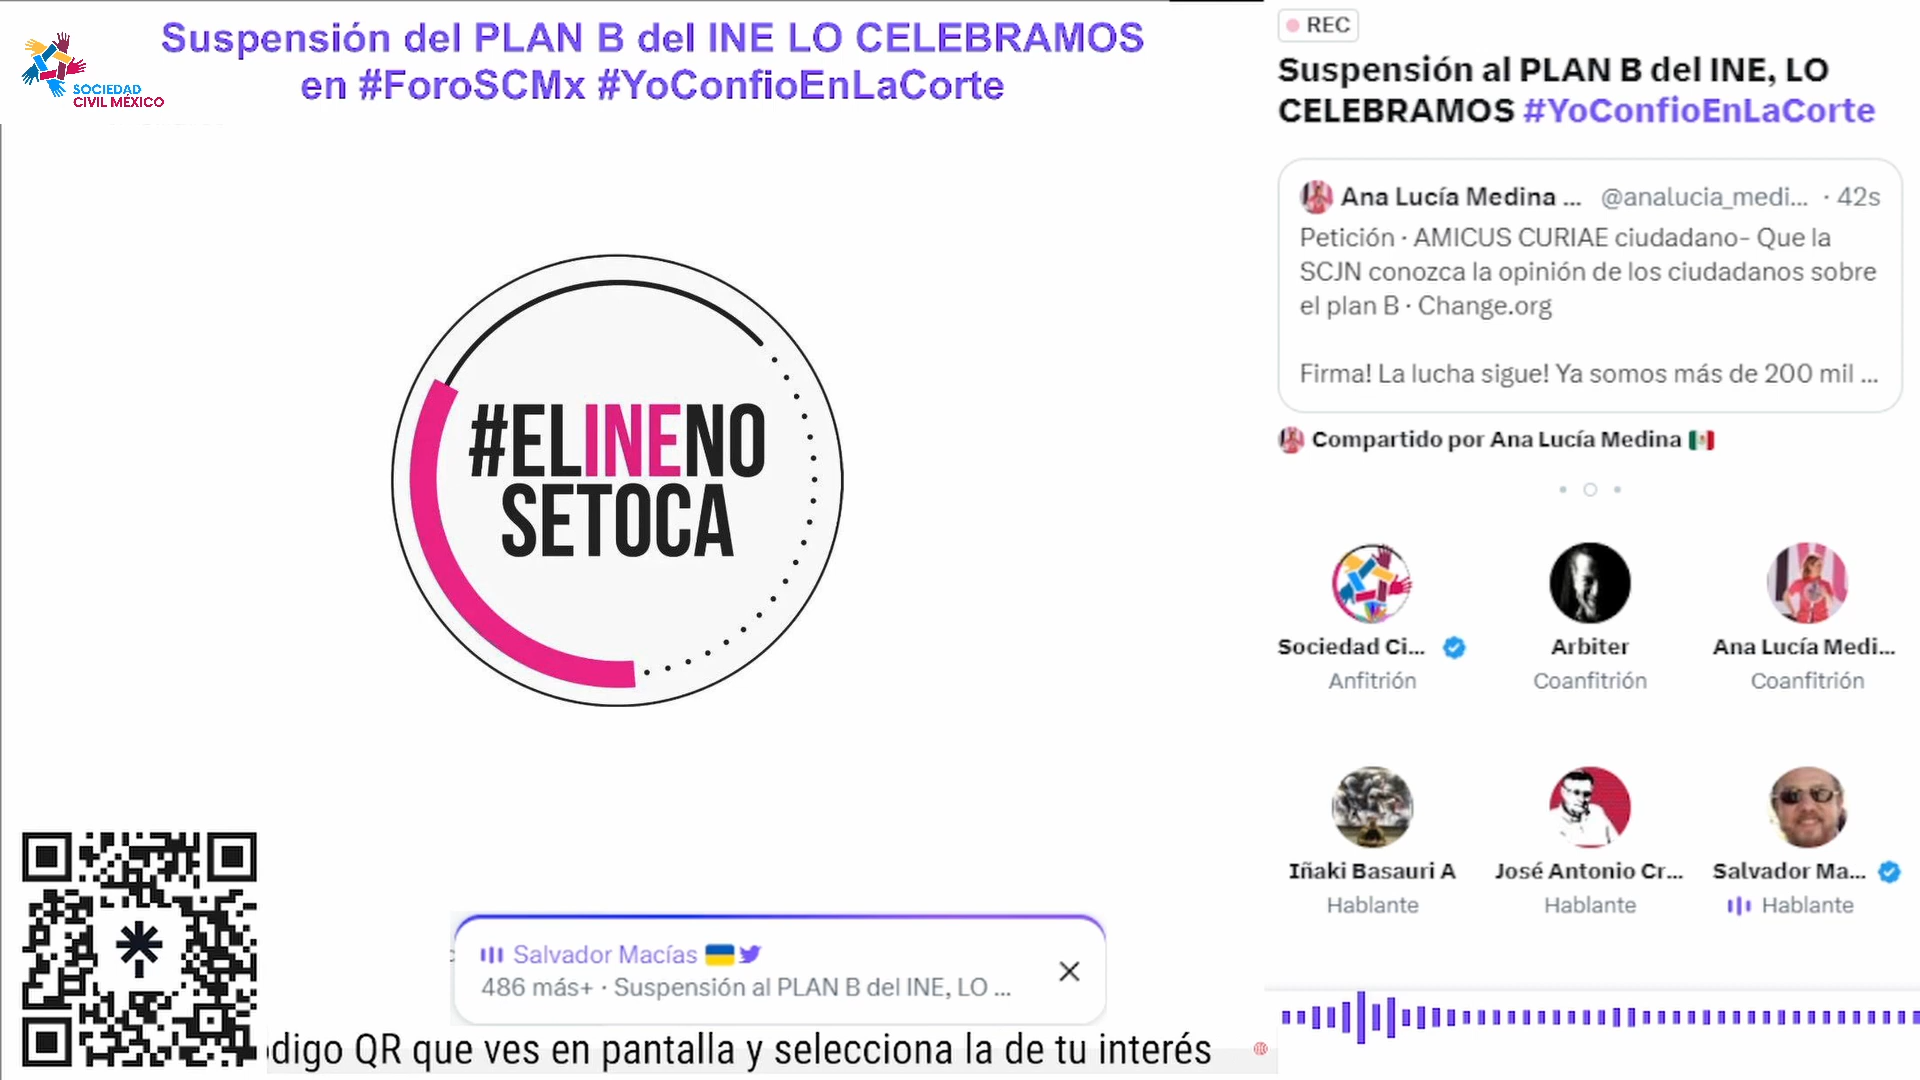 SOCIEDAD
CIVIL MÉXICO
Suspensión del PLAN B del INE LO CELEBRAMOS
en #ForoSCMx #YoConfioEnLaCorte
#ELINENO
SETOCA
Salvador Macías
486 más+ · Suspensión al PLAN B del INE, LO ...
digo QR que ves en pantalla y selecciona la de tu interés
REC
Suspensión al PLAN B del INE, LO
CELEBRAMOS #YoConfioEnLaCorte
Ana Lucía Medina ... @analucia_medi... · 42s
Petición · AMICUS CURIAE ciudadano- Que la
SCJN conozca la opinión de los ciudadanos sobre
el plan B · Change.org
Firma! La lucha sigue! Ya somos más de 200 mil ...
Compartido por Ana Lucía Medina
Sociedad Ci... Arbiter Ana Lucía Medi...
Anfitrión Coanfitrión Coanfitrión
Iñaki Basauri A José Antonio Cr... Salvador Ma...
Hablante Hablante Hablante